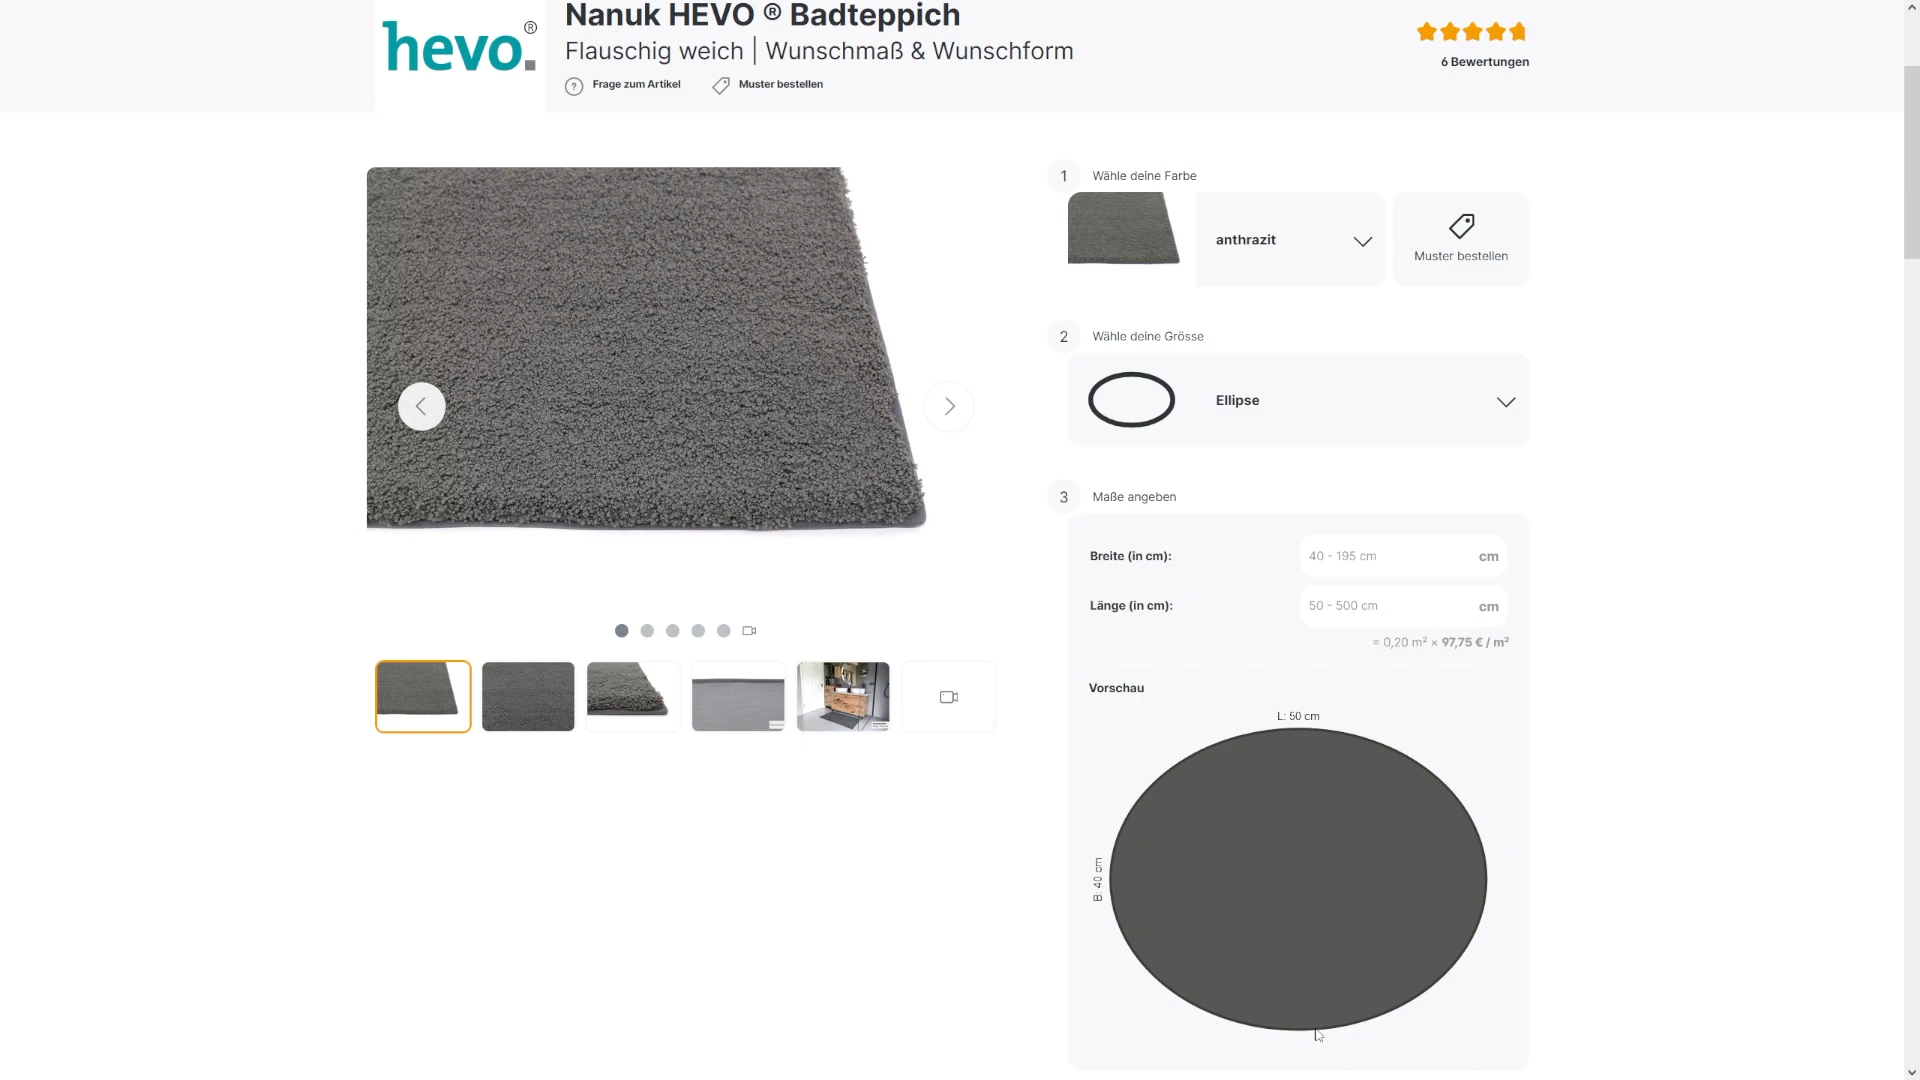 hevo.®
Nanuk HEVO ® Badteppich
Flauschig weich | Wunschmaß & Wunschform
Frage zum Artikel
Muster bestellen
6 Bewertungen
1
Wähle deine Farbe
anthrazit
Muster bestellen
2
Wähle deine Grösse
Ellipse
3
Maße angeben
Breite (in cm):
40 - 195 cm
cm
Länge (in cm):
50 - 500 cm
cm
= 0,20 m² × 97,75 € / m²
Vorschau
L: 50 cm
B: 40 cm